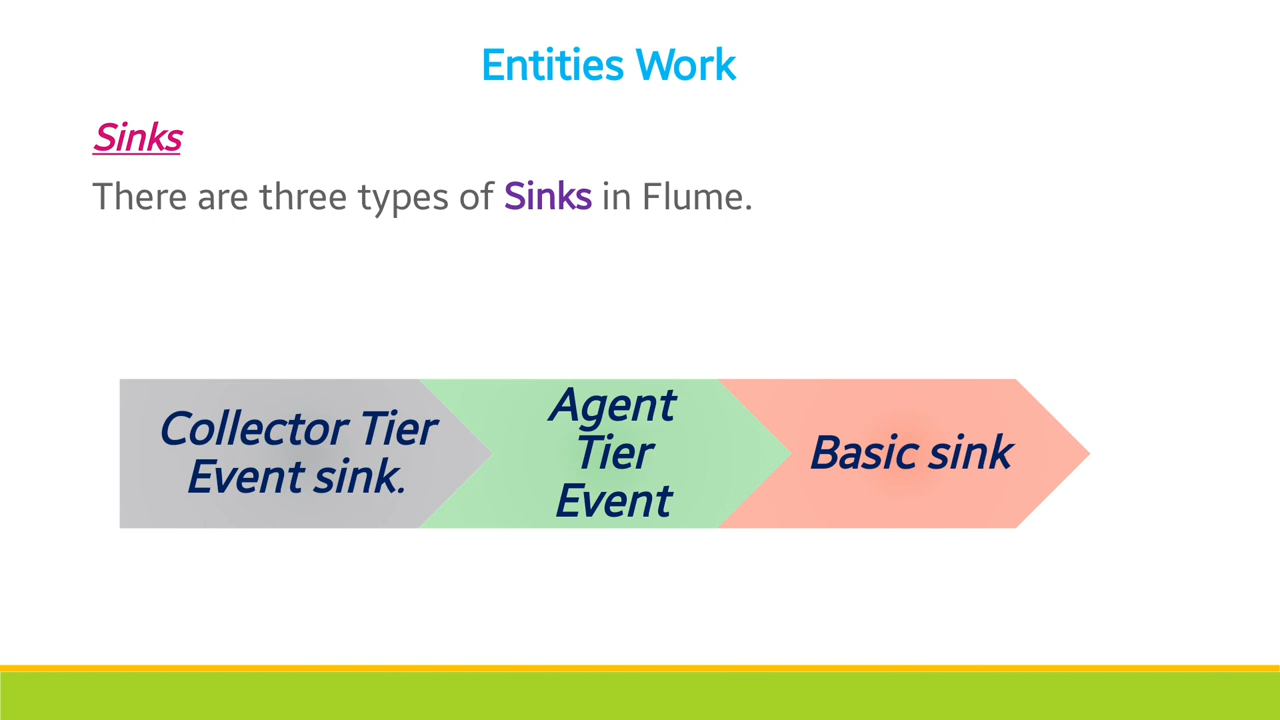 Entities Work
Sinks
There are three types of Sinks in Flume.
Collector Tier
Event sink.
Agent
Tier
Event
Basic sink